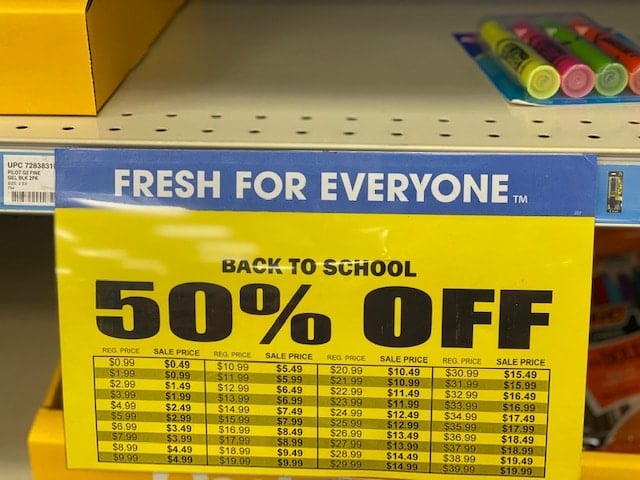 UPC 7283831
PILOT G2 FINE
GEL BLK 2PK
FRESH FOR EVERYONE™
BACK TO SCHOOL
50% OFF
REG. PRICE SALE PRICE REG. PRICE SALE PRICE REG. PRICE SALE PRICE REG. PRICE SALE PRICE
$0.99 $0.49 $10.99 $5.49 $20.99 $10.49 $30.99 $15.49
$1.99 $0.99 $11.99 $5.99 $21.99 $10.99 $31.99 $15.99
$2.99 $1.49 $12.99 $6.49 $22.99 $11.49 $32.99 $16.49
$3.99 $1.99 $13.99 $6.99 $23.99 $11.99 $33.99 $16.99
$4.99 $2.49 $14.99 $7.49 $24.99 $12.49 $34.99 $17.49
$5.99 $2.99 $15.99 $7.99 $25.99 $12.99 $35.99 $17.99
$6.99 $3.49 $16.99 $8.49 $26.99 $13.49 $36.99 $18.49
$7.99 $3.99 $17.99 $8.99 $27.99 $13.99 $37.99 $18.99
$8.99 $4.49 $18.99 $9.49 $28.99 $14.49 $38.99 $19.49
$9.99 $4.99 $19.99 $9.99 $29.99 $14.99 $39.99 $19.99